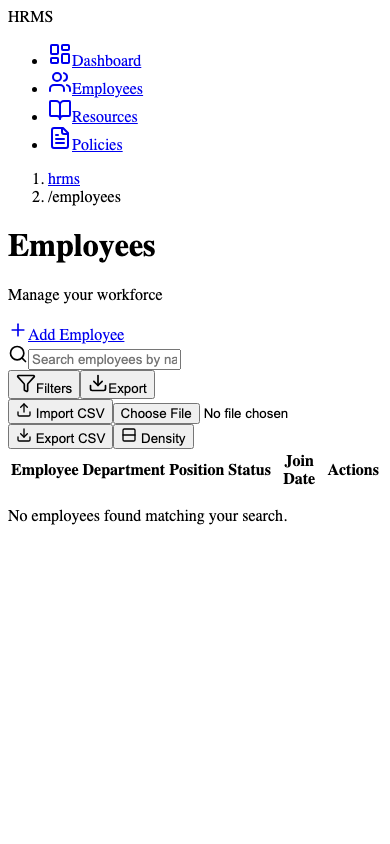 HRMS
Dashboard
Employees
Resources
Policies
1. hrms
2. /employees
Employees
Manage your workforce
Add Employee
Search employees by na
Filters Export
Import CSV Choose File No file chosen
Export CSV Density
Employee Department Position Status Join Date Actions
No employees found matching your search.